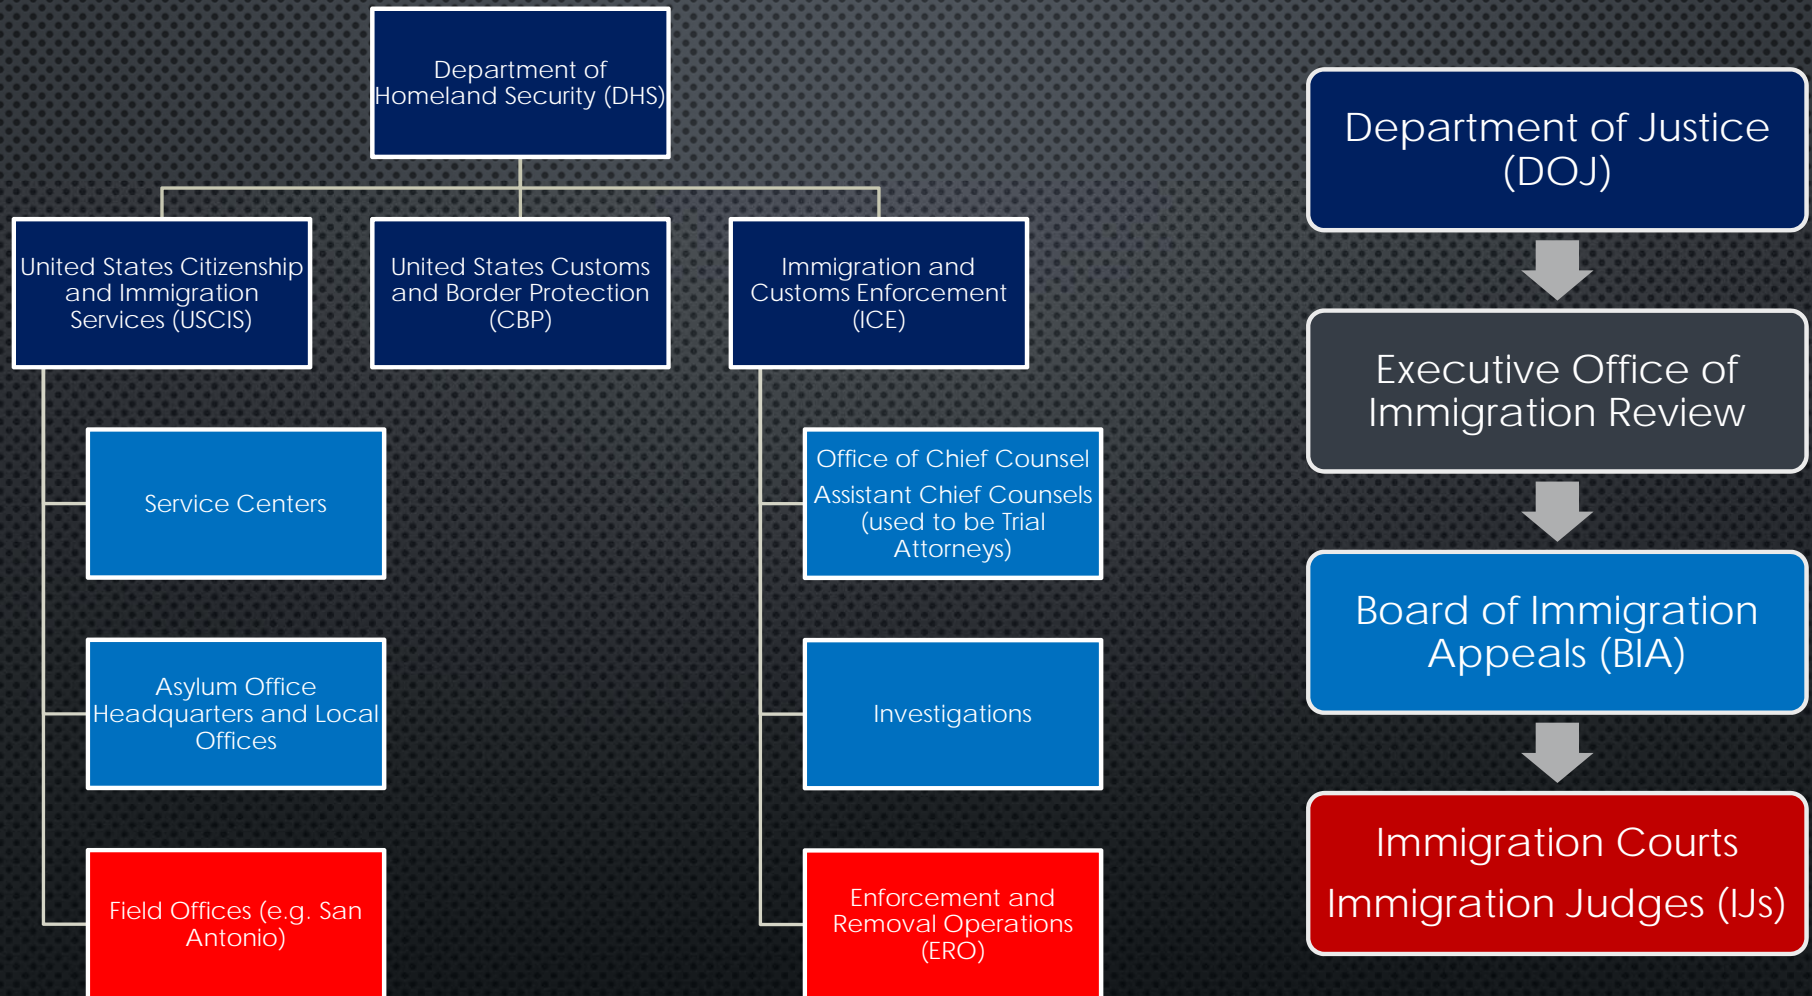 Department of
Homeland Security (DHS)
United States Citizenship
and Immigration
Services (USCIS)
United States Customs
and Border Protection
(CBP)
Immigration and
Customs Enforcement
(ICE)
Service Centers
Asylum Office
Headquarters and Local
Offices
Field Offices (e.g. San
Antonio)
Office of Chief Counsel
Assistant Chief Counsels
(used to be Trial
Attorneys)
Investigations
Enforcement and
Removal Operations
(ERO)
Department of Justice
(DOJ)
Executive Office of
Immigration Review
Board of Immigration
Appeals (BIA)
Immigration Courts
Immigration Judges (IJs)